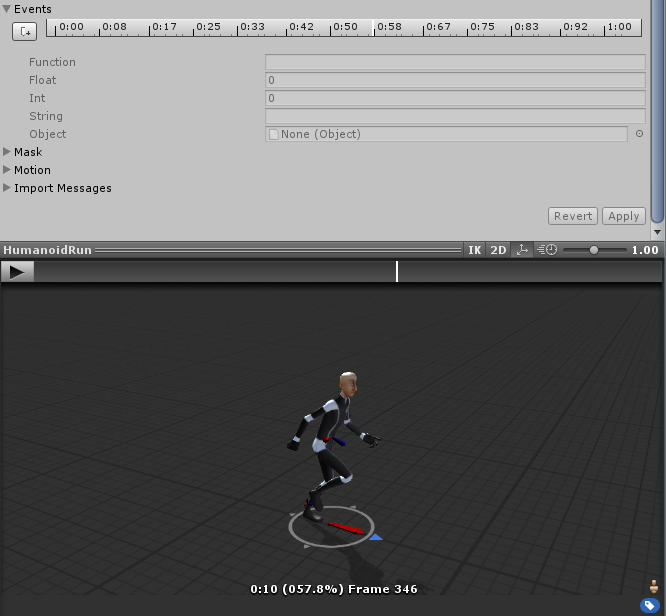 Events
0:00 0:08 0:17 0:25 0:33 0:42 0:50 0:58 0:67 0:75 0:83 0:92 1:00
Function
Float 0
Int 0
String
Object None (Object)
Mask
Motion
Import Messages
Revert Apply
HumanoidRun IK 2D 1.00
0:10 (057.8%) Frame 346